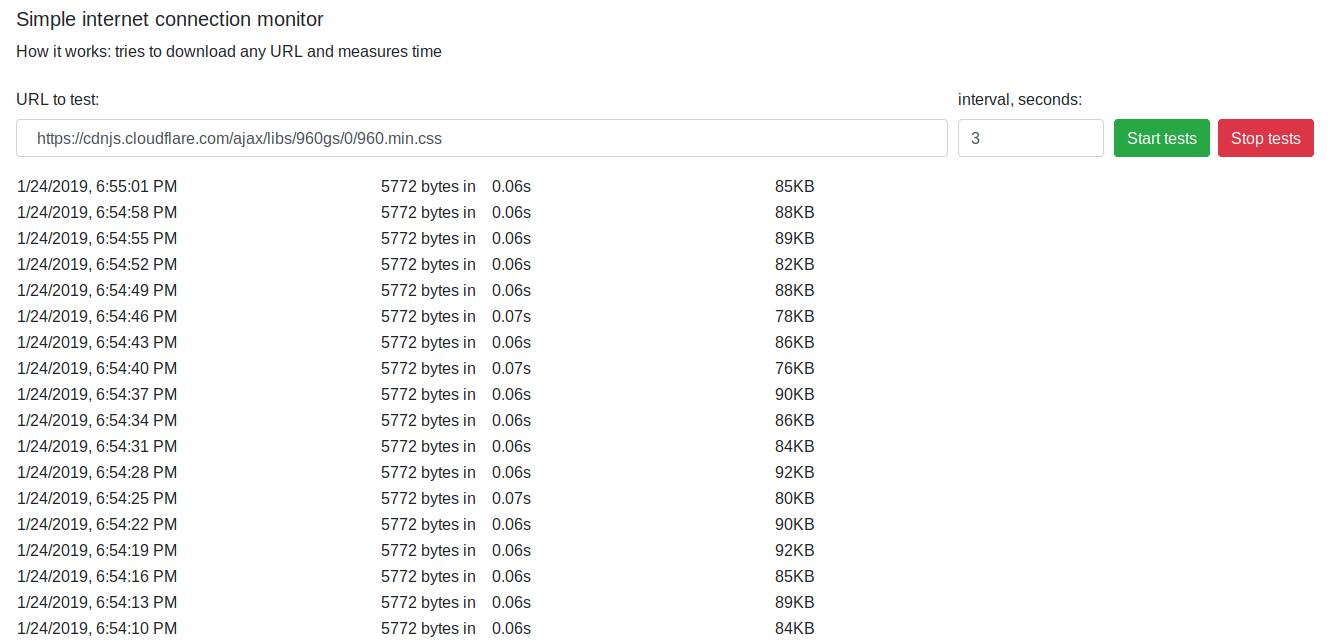 Simple internet connection monitor
How it works: tries to download any URL and measures time
URL to test: interval, seconds:
https://cdnjs.cloudflare.com/ajax/libs/960gs/0/960.min.css 3 Start tests Stop tests
1/24/2019, 6:55:01 PM 5772 bytes in 0.06s 85KB
1/24/2019, 6:54:58 PM 5772 bytes in 0.06s 88KB
1/24/2019, 6:54:55 PM 5772 bytes in 0.06s 89KB
1/24/2019, 6:54:52 PM 5772 bytes in 0.06s 82KB
1/24/2019, 6:54:49 PM 5772 bytes in 0.06s 88KB
1/24/2019, 6:54:46 PM 5772 bytes in 0.07s 78KB
1/24/2019, 6:54:43 PM 5772 bytes in 0.06s 86KB
1/24/2019, 6:54:40 PM 5772 bytes in 0.07s 76KB
1/24/2019, 6:54:37 PM 5772 bytes in 0.06s 90KB
1/24/2019, 6:54:34 PM 5772 bytes in 0.06s 86KB
1/24/2019, 6:54:31 PM 5772 bytes in 0.06s 84KB
1/24/2019, 6:54:28 PM 5772 bytes in 0.06s 92KB
1/24/2019, 6:54:25 PM 5772 bytes in 0.07s 80KB
1/24/2019, 6:54:22 PM 5772 bytes in 0.06s 90KB
1/24/2019, 6:54:19 PM 5772 bytes in 0.06s 92KB
1/24/2019, 6:54:16 PM 5772 bytes in 0.06s 85KB
1/24/2019, 6:54:13 PM 5772 bytes in 0.06s 89KB
1/24/2019, 6:54:10 PM 5772 bytes in 0.06s 84KB